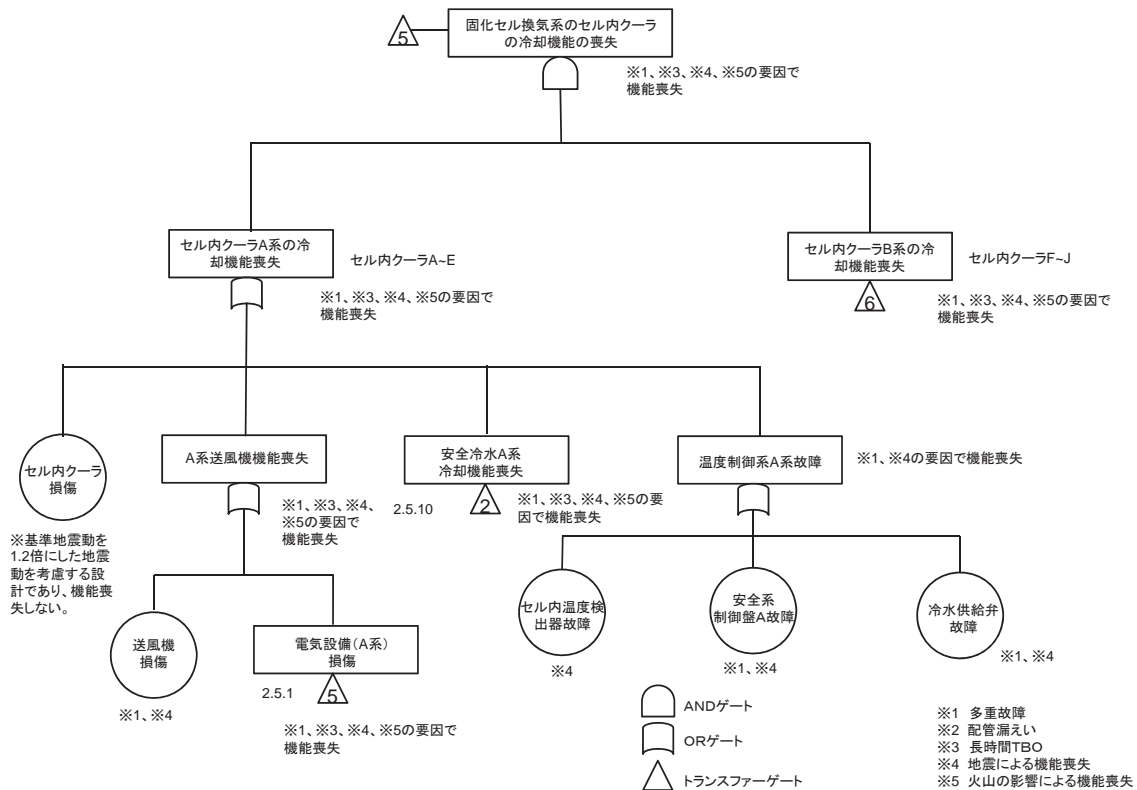 固化セル換気系のセル内クーラ
の冷却機能の喪失
5
※1、※3、※4、※5の要因で
機能喪失
セル内クーラA系の冷
却機能喪失
セル内クーラA~E
※1、※3、※4、※5の要因で
機能喪失
セル内クーラB系の冷
却機能喪失
セル内クーラF~J
6
※1、※3、※4、※5の要因で
機能喪失
セル内クーラ
損傷
※基準地震動を
1.2倍にした地震
動を考慮する設
計であり、機能喪
失しない。
A系送風機機能喪失
※1、※3、※4、
※5の要因で
機能喪失
安全冷水A系
冷却機能喪失
2.5.10
2
※1、※3、※4、※5の要
因で機能喪失
温度制御系A系故障
※1、※4の要因で機能喪失
送風機
損傷
※1、※4
電気設備(A系)
損傷
2.5.1
5
※1、※3、※4、※5の要因で
機能喪失
セル内温度検
出器故障
※4
安全系
制御盤A故障
※1、※4
冷水供給弁
故障
※1、※4
ANDゲート
ORゲート
トランスファーゲート
※1 多重故障
※2 配管漏えい
※3 長時間TBO
※4 地震による機能喪失
※5 火山の影響による機能喪失